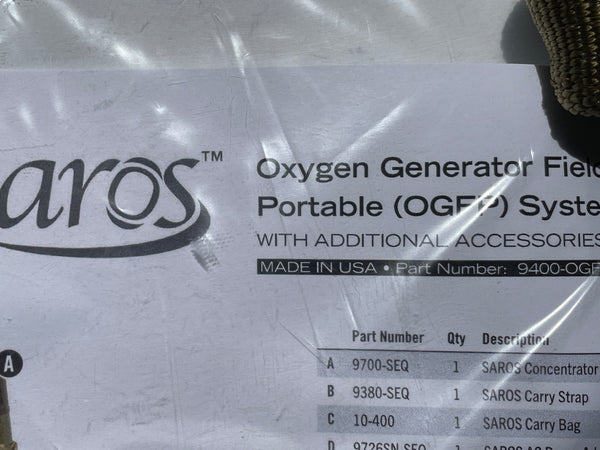 aros™
Oxygen Generator Fiel
Portable (OGFP) Syste
WITH ADDITIONAL ACCESSORIES
MADE IN USA • Part Number: 9400-OGF
Part Number Qty Description
A
A 9700-SEQ 1 SAROS Concentrator
B 9380-SEQ 1 SAROS Carry Strap
C 10-400 1 SAROS Carry Bag
D 9726SN-SEQ